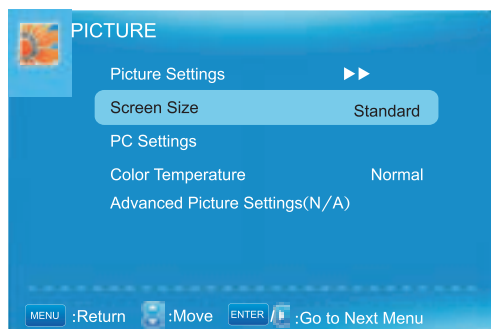 PICTURE
Picture Settings ▶▶
Screen Size Standard
PC Settings
Color Temperature Normal
Advanced Picture Settings(N/A)
MENU :Return :Move ENTER / :Go to Next Menu